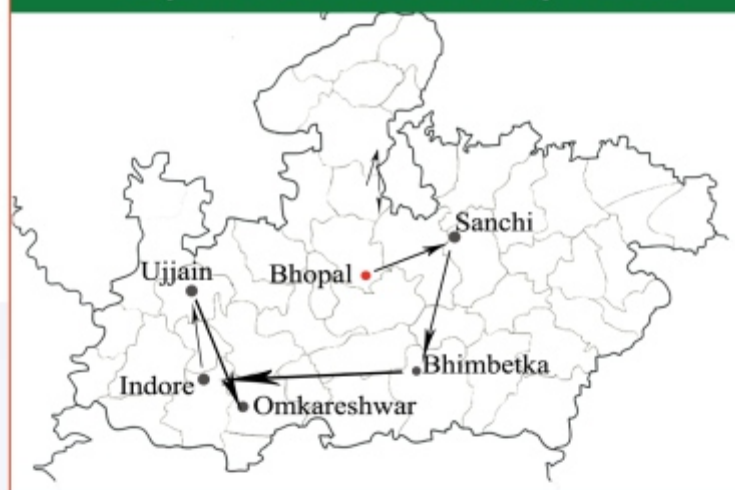 Sanchi
Ujjain
Bhopal
Bhimbetka
Indore
Omkareshwar